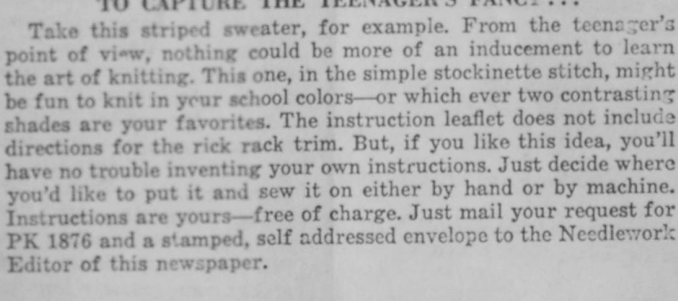 TO CAPTURE THE TEENAGER'S FANCY...
Take this striped sweater, for example. From the teenager's
point of view, nothing could be more of an inducement to learn
the art of knitting. This one, in the simple stockinette stitch, might
be fun to knit in your school colors—or which ever two contrasting
shades are your favorites. The instruction leaflet does not include
directions for the rick rack trim. But, if you like this idea, you'll
have no trouble inventing your own instructions. Just decide where
you'd like to put it and sew it on either by hand or by machine.
Instructions are yours—free of charge. Just mail your request for
PK 1876 and a stamped, self addressed envelope to the Needlework
Editor of this newspaper.